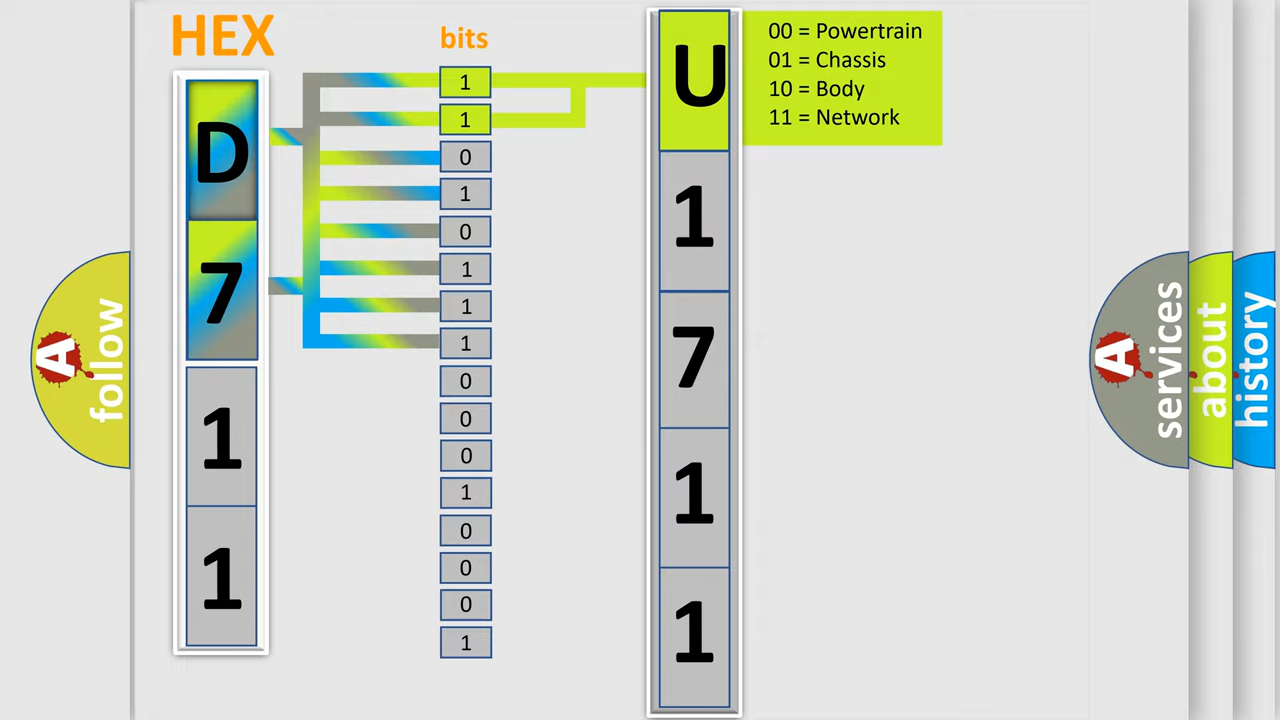 HEX
bits
D
7
1
1
1
1
0
1
0
1
1
1
0
0
0
1
0
0
0
1
U
1
7
1
1
00 = Powertrain
01 = Chassis
10 = Body
11 = Network
A follow
A services
about
history